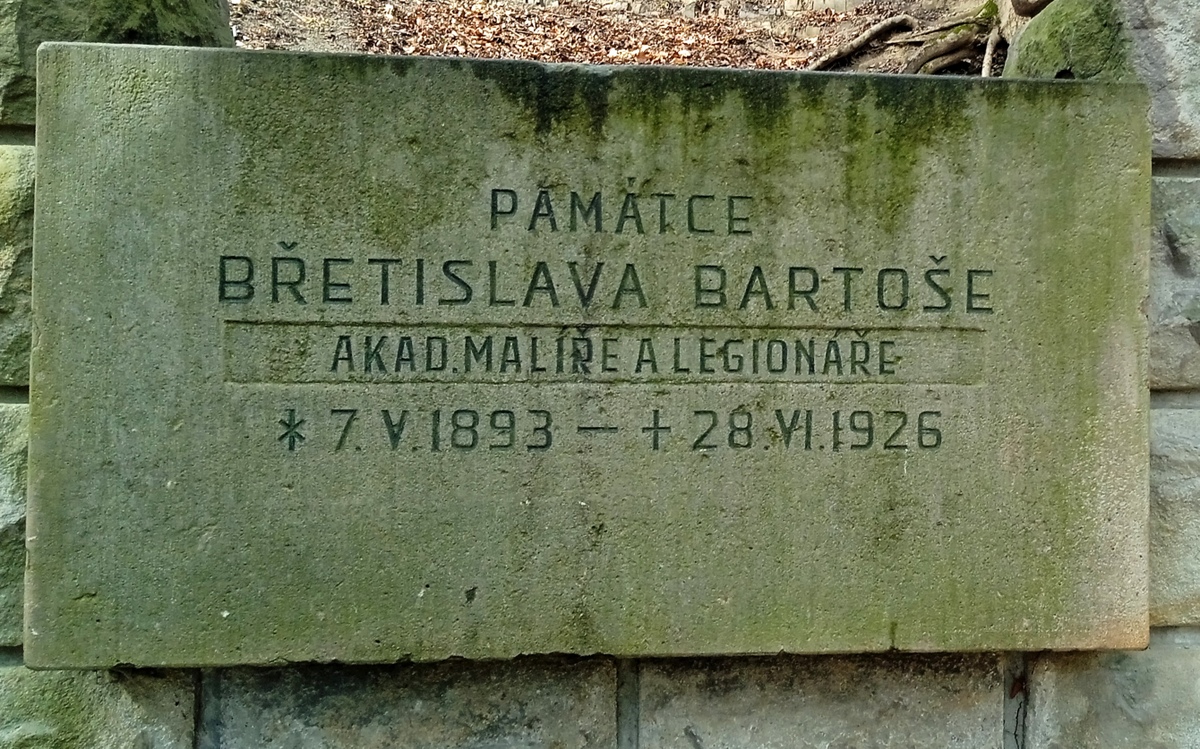 PAMÁTCE
BŘETISLAVA BARTOŠE
AKAD. MALÍŘE A LEGIONÁŘE
* 7. V. 1893 — † 28. VI. 1926